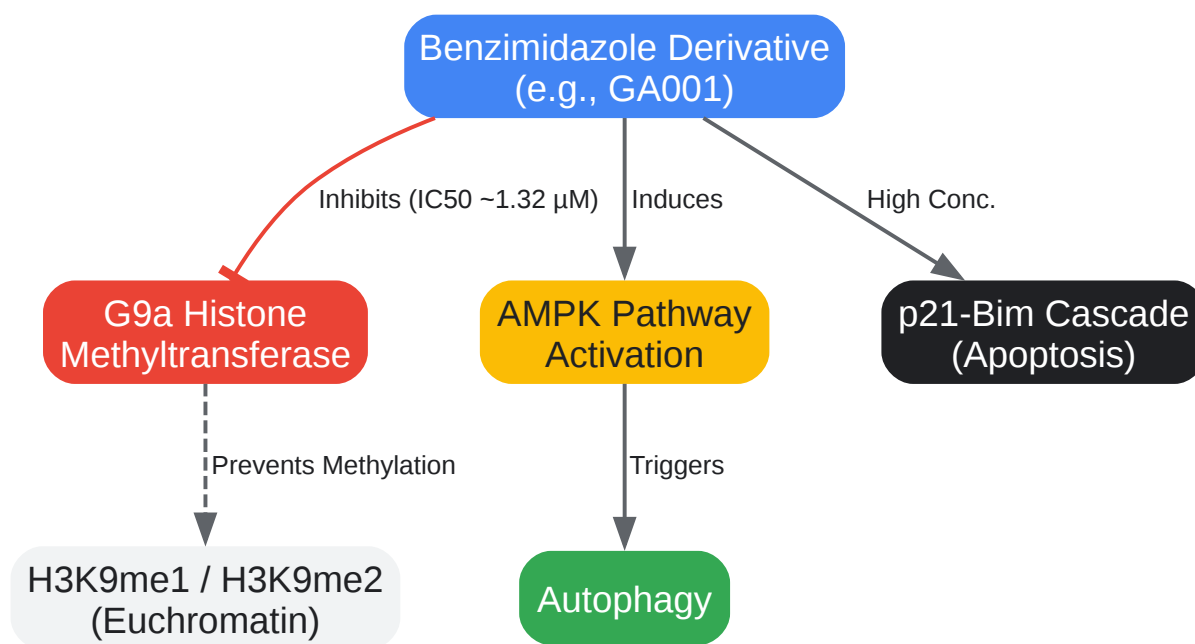 Benzimidazole Derivative
(e.g., GA001)
Inhibits (IC50 ~1.32 µM)
Induces
High Conc.
G9a Histone
Methyltransferase
AMPK Pathway
Activation
p21-Bim Cascade
(Apoptosis)
Prevents Methylation
Triggers
H3K9me1 / H3K9me2
(Euchromatin)
Autophagy